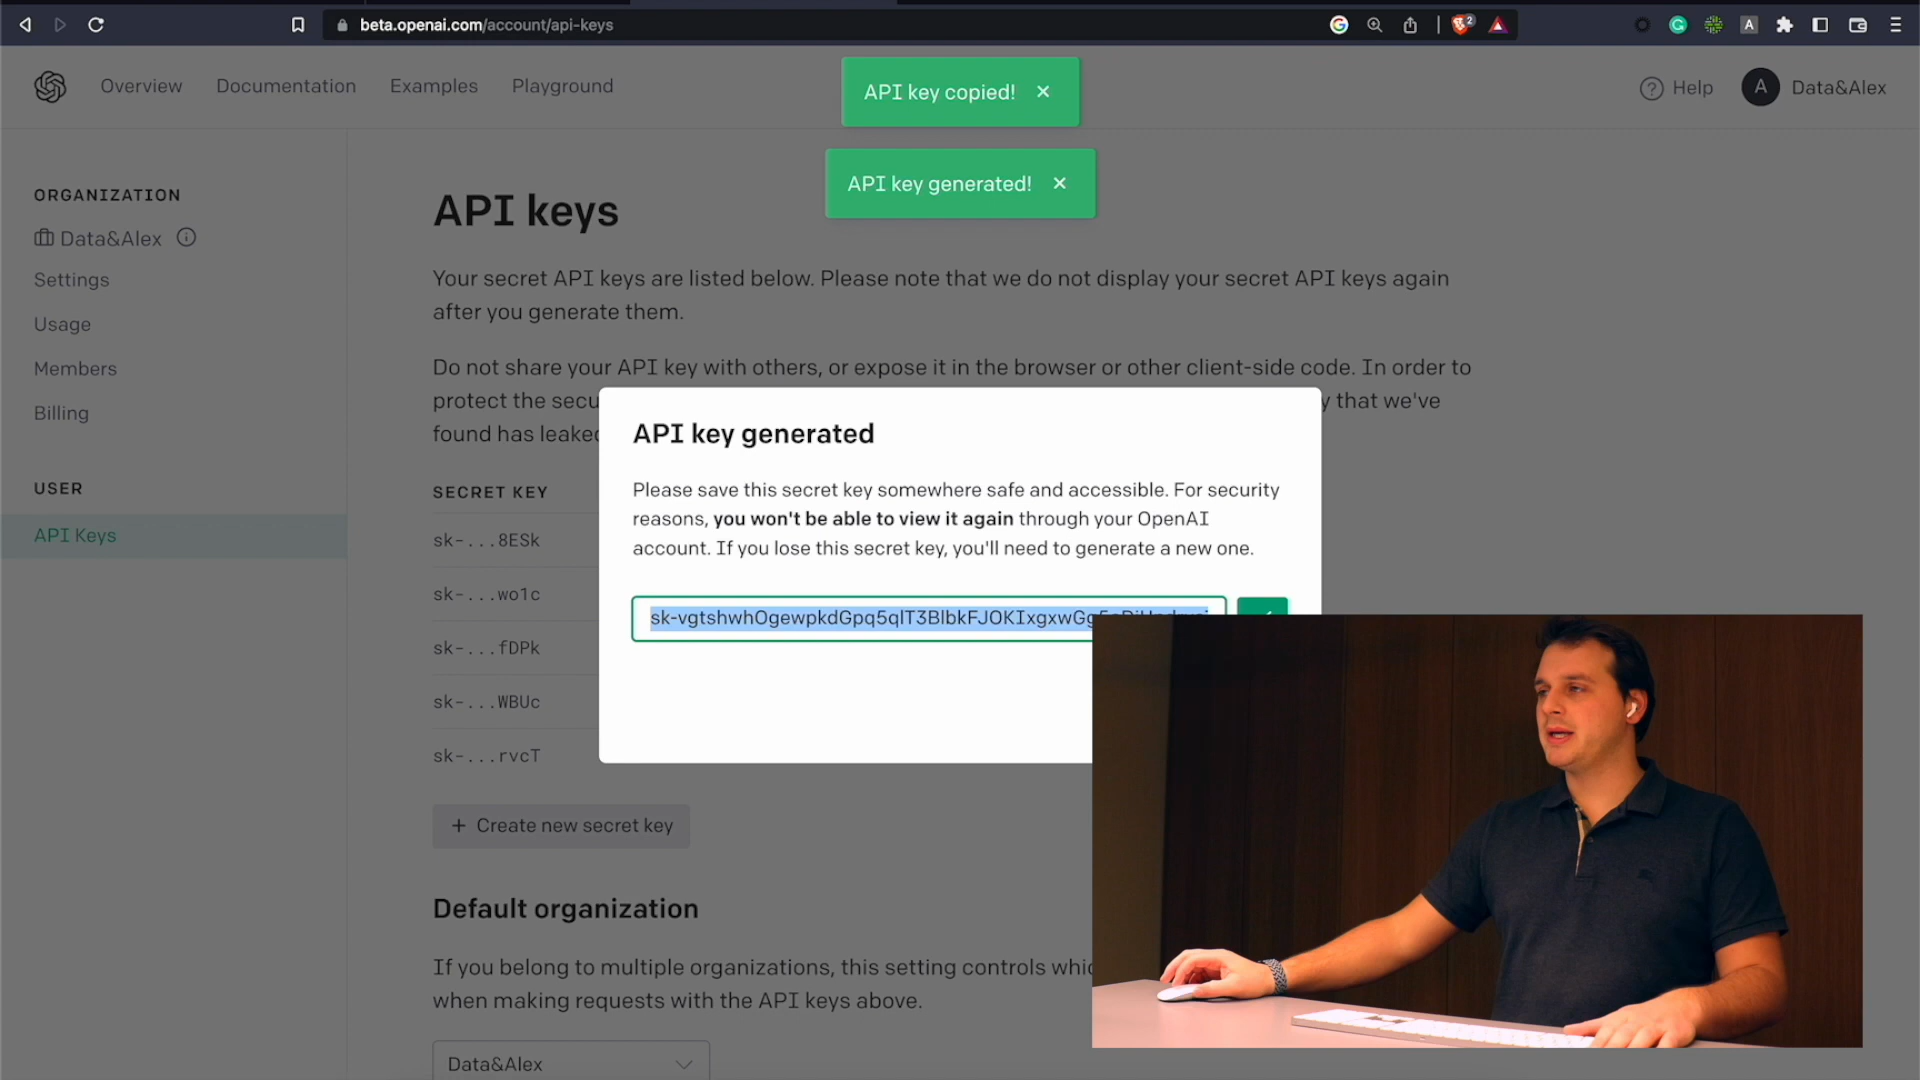 beta.openai.com/account/api-keys
2
A
Overview
Documentation
Examples
Playground
API key copied!
Help
A
Data&Alex
API key generated!
ORGANIZATION
Data&Alex
Settings
Usage
Members
Billing
USER
API Keys
API keys
Your secret API keys are listed below. Please note that we do not display your secret API keys again
after you generate them.
Do not share your API key with others, or expose it in the browser or other client-side code. In order to
protect the
that we've
found has
SECRET KEY
sk-...8ESk
sk-...wo1c
sk-...fDPk
sk-...WBUc
sk-...rvcT
API key generated
Please save this secret key somewhere safe and accessible. For security
reasons, you won't be able to view it again through your OpenAI
account. If you lose this secret key, you'll need to generate a new one.
+ Create new secret key
Default organization
If you belong to multiple organizations, this setting controls
when making requests with the API keys above.
Data&Alex